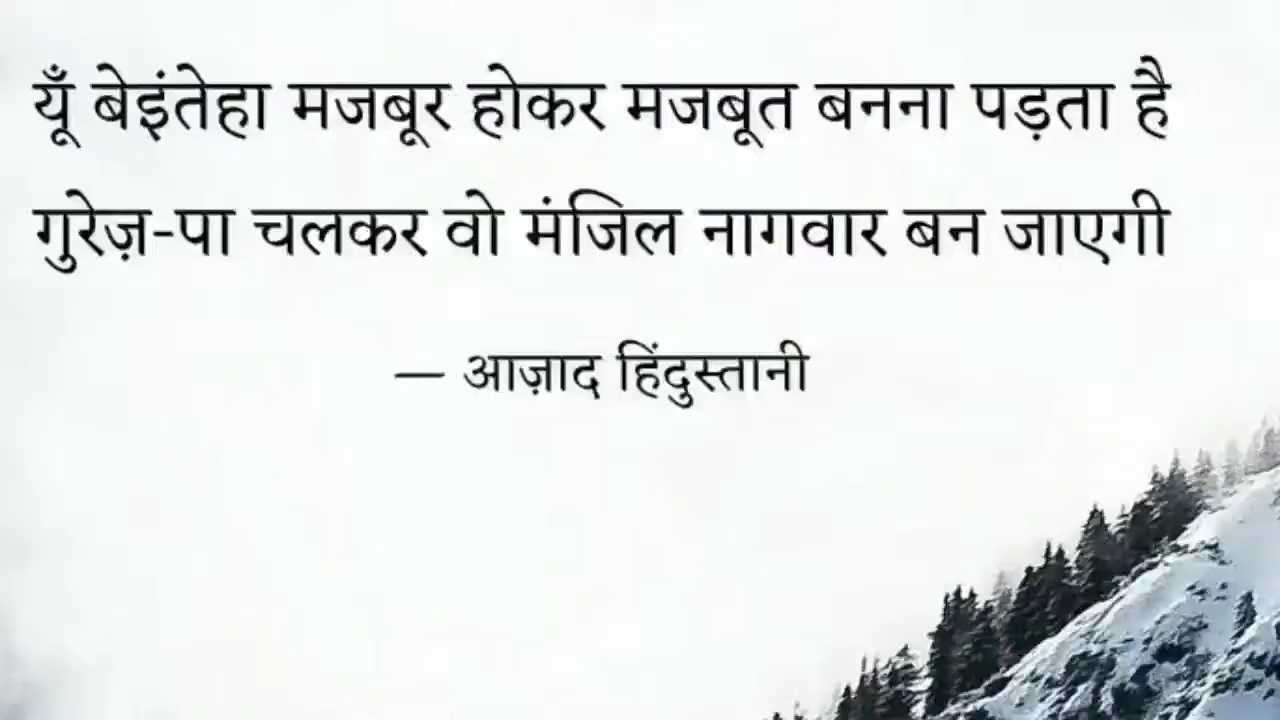 यूँ बेइंतेहा मजबूर होकर मजबूत बनना पड़ता है
गुरेज़-पा चलकर वो मंजिल नागवार बन जाएगी
— आज़ाद हिंदुस्तानी